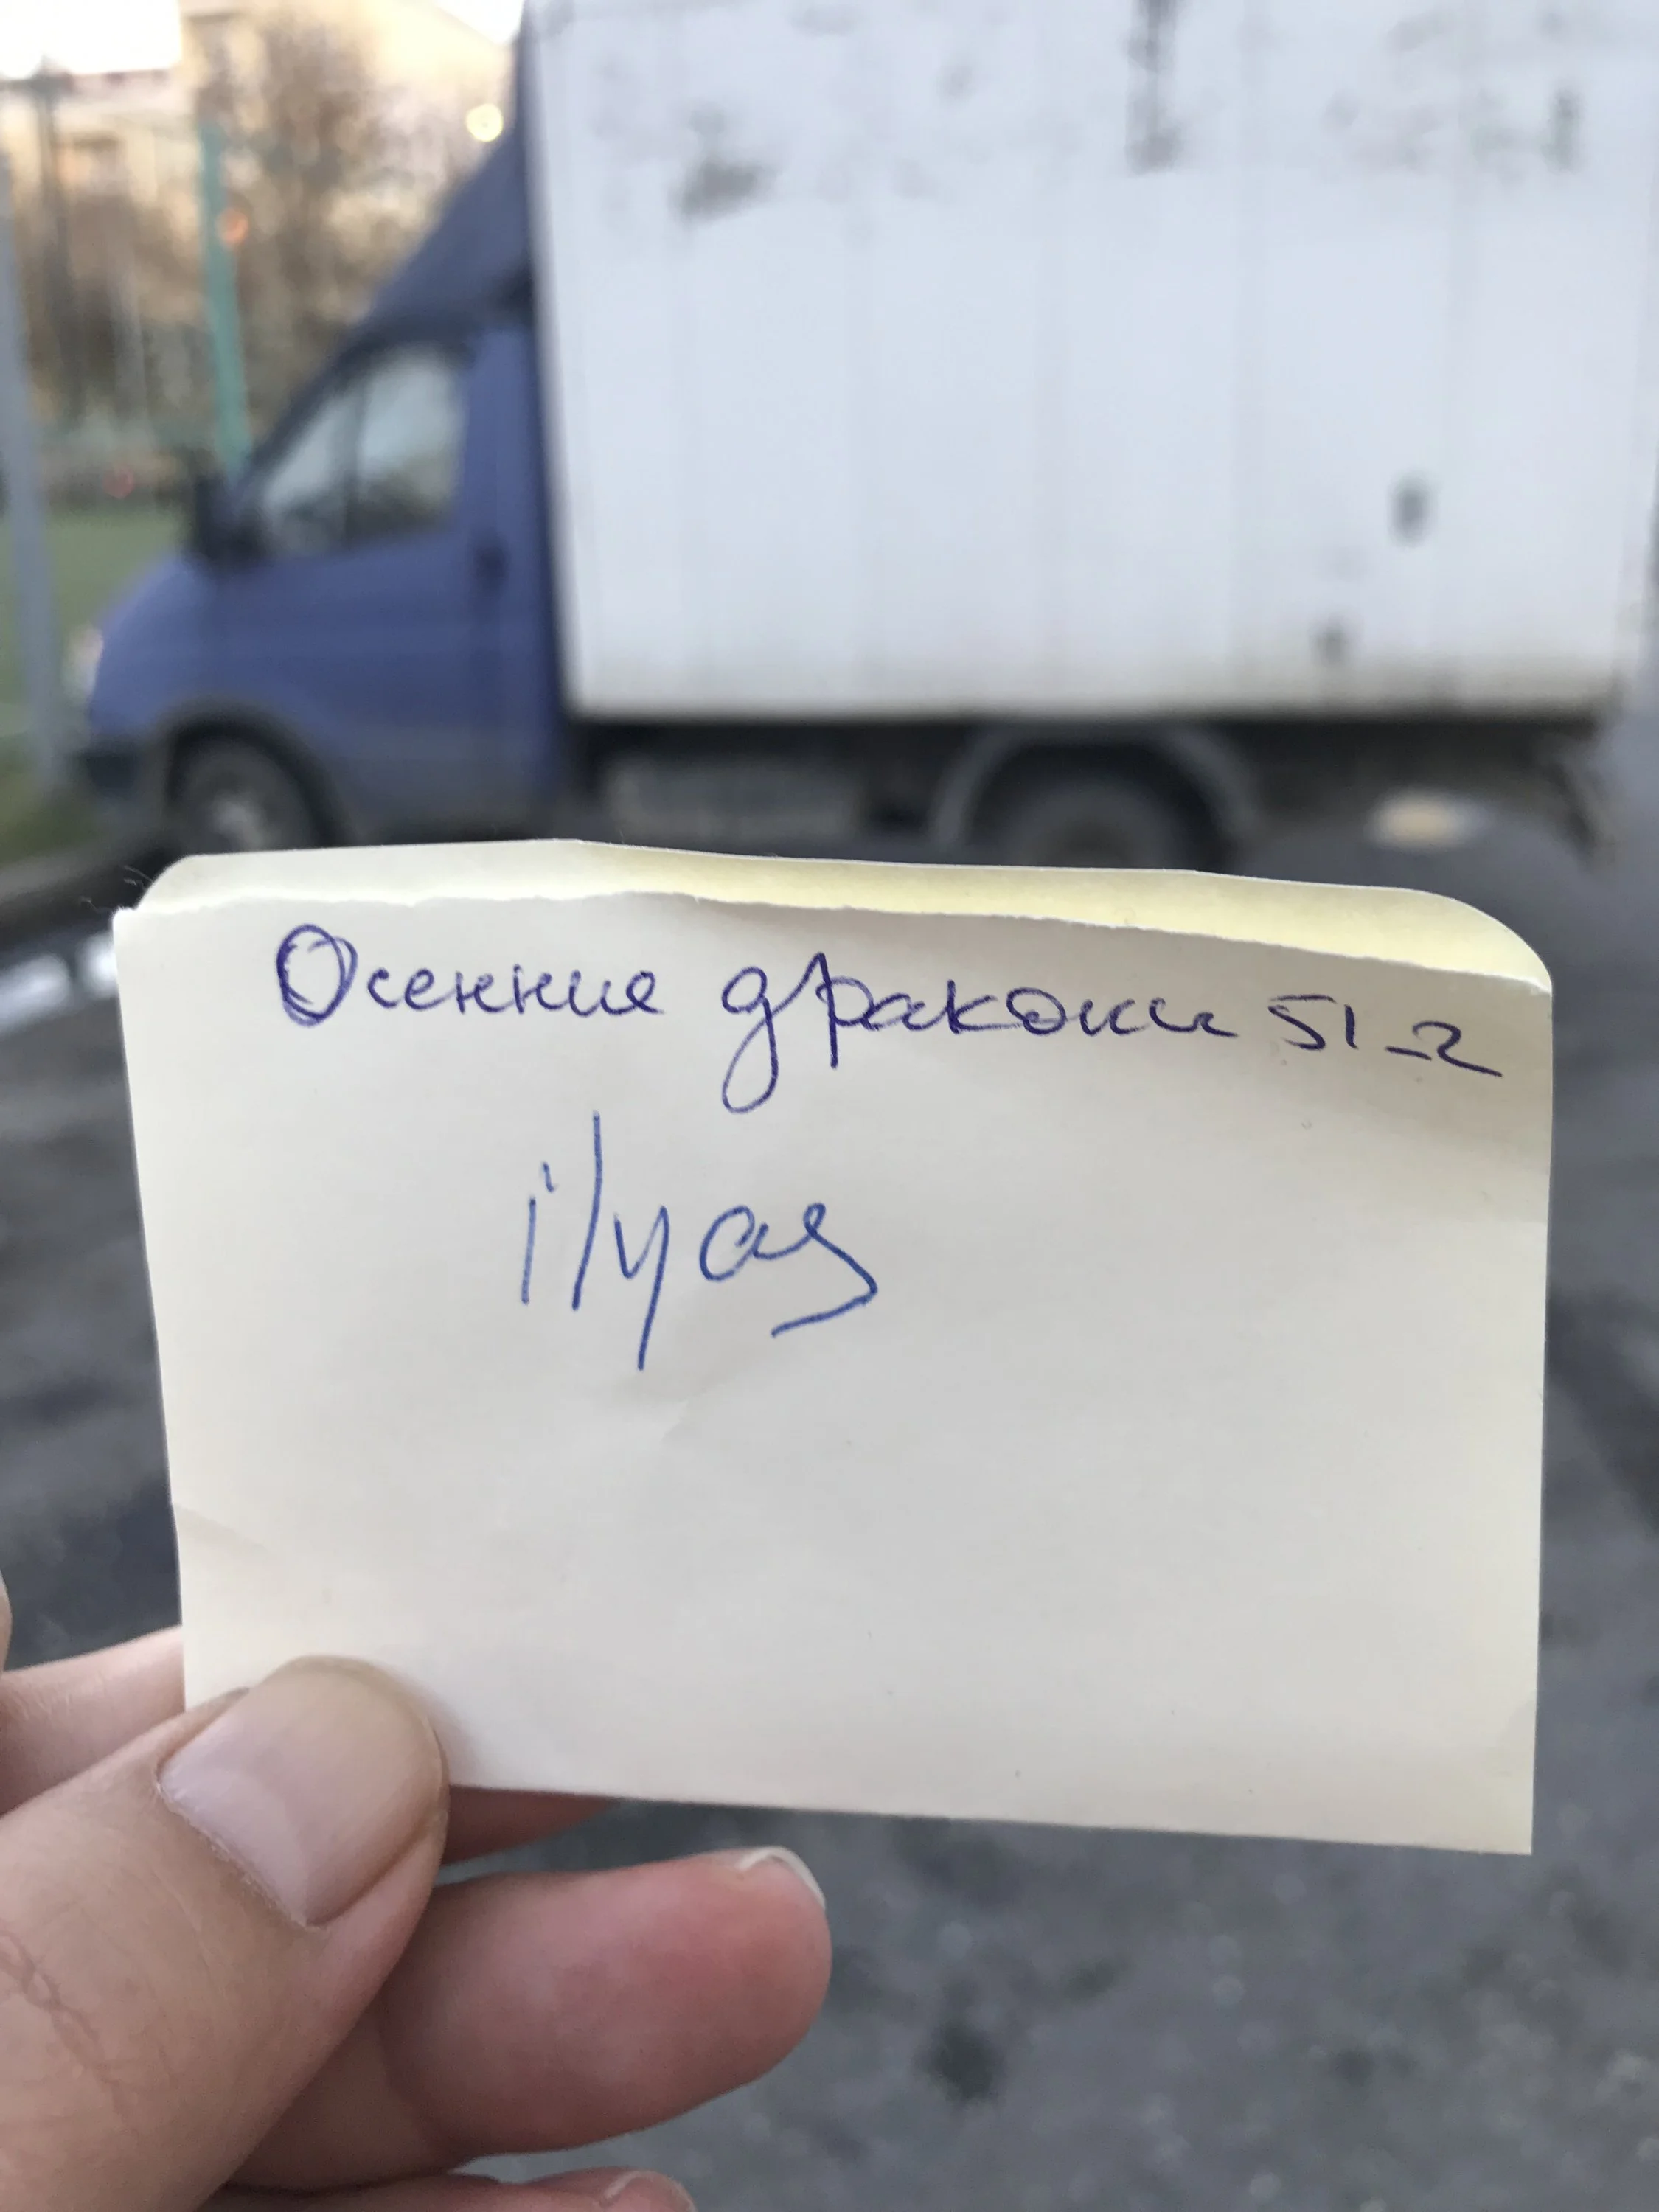 Осенние драконы 51_2
ilyas